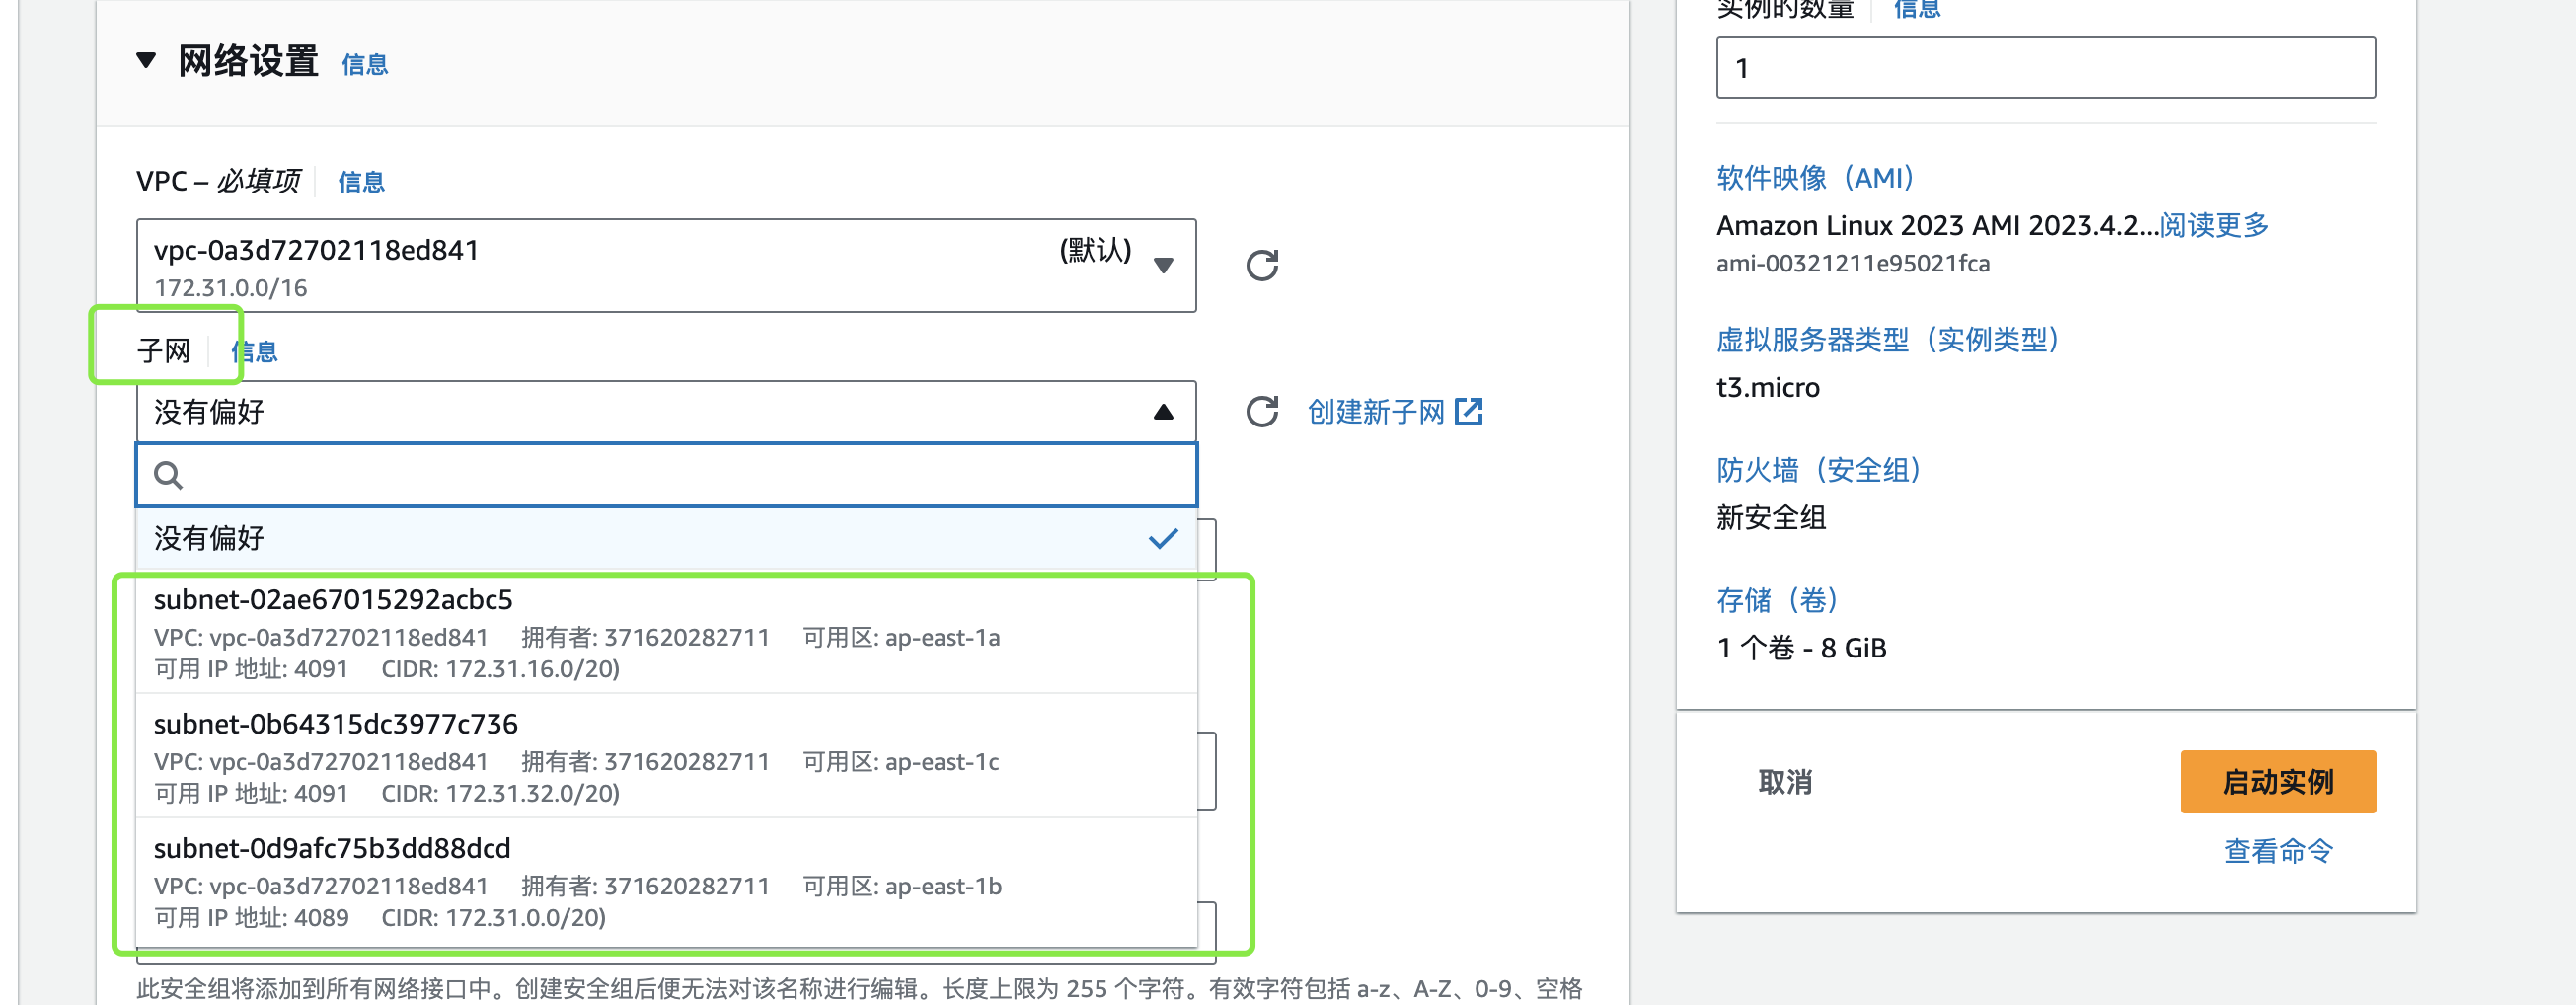 网络设置 信息
VPC – 必填项 信息
vpc-0a3d72702118ed841 (默认)
172.31.0.0/16
子网 信息
没有偏好
创建新子网
没有偏好
subnet-02ae67015292acbc5
VPC: vpc-0a3d72702118ed841 拥有者: 371620282711 可用区: ap-east-1a
可用 IP 地址: 4091 CIDR: 172.31.16.0/20)
subnet-0b64315dc3977c736
VPC: vpc-0a3d72702118ed841 拥有者: 371620282711 可用区: ap-east-1c
可用 IP 地址: 4091 CIDR: 172.31.32.0/20)
subnet-0d9afc75b3dd88dcd
VPC: vpc-0a3d72702118ed841 拥有者: 371620282711 可用区: ap-east-1b
可用 IP 地址: 4089 CIDR: 172.31.0.0/20)
此安全组将添加到所有网络接口中。创建安全组后便无法对该名称进行编辑。长度上限为 255 个字符。有效字符包括 a-z、A-Z、0-9、空格
实例的数量 信息
1
软件映像（AMI）
Amazon Linux 2023 AMI 2023.4.2...阅读更多
ami-00321211e95021fca
虚拟服务器类型（实例类型）
t3.micro
防火墙（安全组）
新安全组
存储（卷）
1 个卷 - 8 GiB
取消
启动实例
查看命令